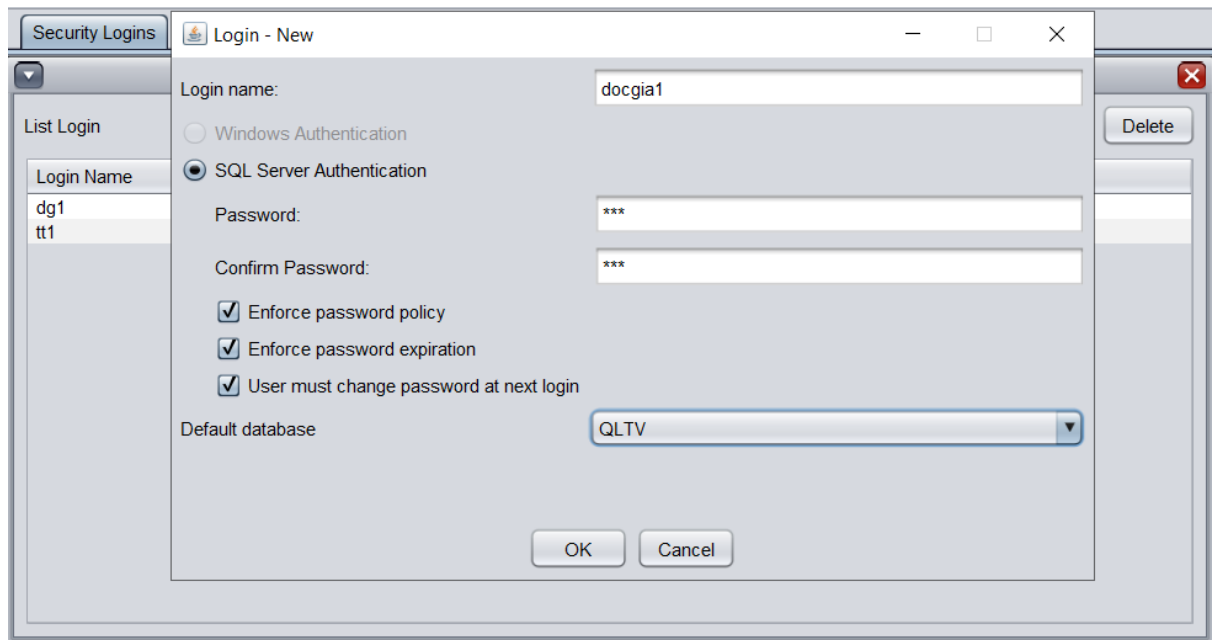 Security Logins
Login - New
Login name: docgia1
List Login
Windows Authentication
Delete
SQL Server Authentication
Login Name
dg1
Password: ***
tt1
Confirm Password: ***
Enforce password policy
Enforce password expiration
User must change password at next login
Default database QLTV
OK Cancel